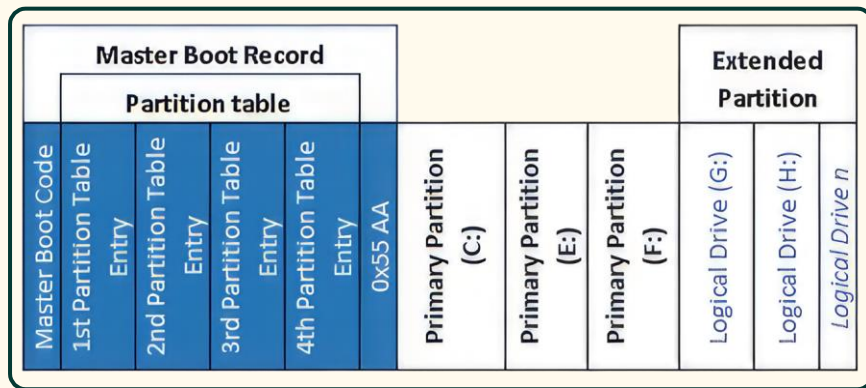 Master Boot Record
Partition table
Extended
Partition
Master Boot Code
1st Partition Table
Entry
2nd Partition Table
Entry
3rd Partition Table
Entry
4th Partition Table
Entry
0x55 AA
Primary Partition
(C:)
Primary Partition
(E:)
Primary Partition
(F:)
Logical Drive (G:)
Logical Drive (H:)
Logical Drive n